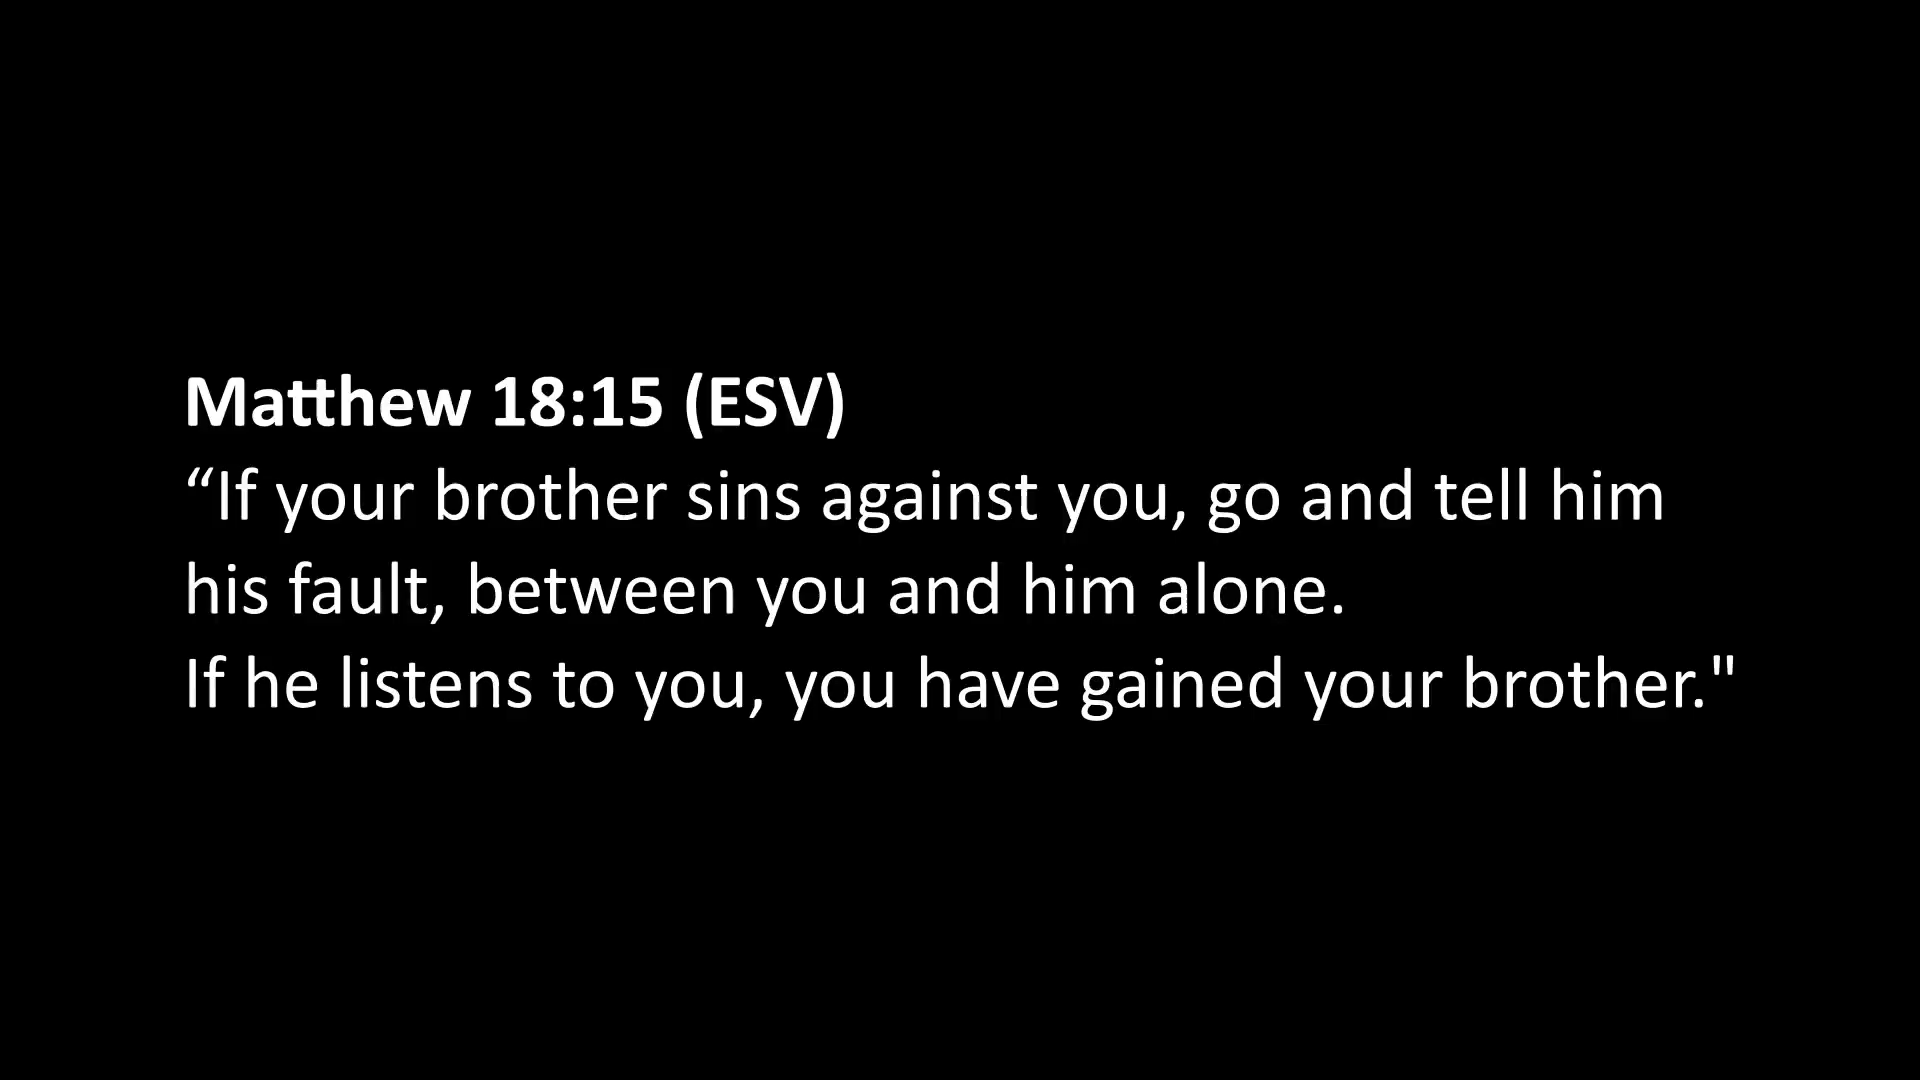 Matthew 18:15 (ESV)
“If your brother sins against you, go and tell him
his fault, between you and him alone.
If he listens to you, you have gained your brother."